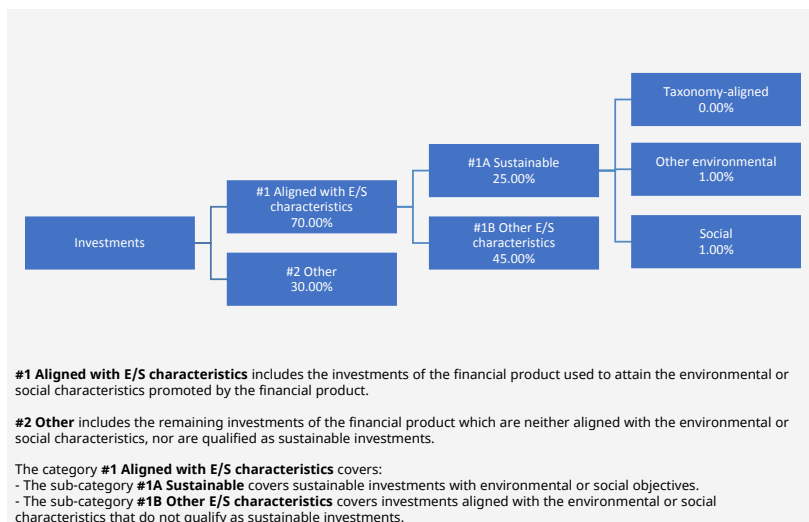 Taxonomy-aligned
0.00%
#1A Sustainable
25.00%
Other environmental
1.00%
#1 Aligned with E/S
characteristics
70.00%
#1B Other E/S
characteristics
45.00%
Social
1.00%
Investments
#2 Other
30.00%
#1 Aligned with E/S characteristics includes the investments of the financial product used to attain the environmental or
social characteristics promoted by the financial product.
#2 Other includes the remaining investments of the financial product which are neither aligned with the environmental or
social characteristics, nor are qualified as sustainable investments.
The category #1 Aligned with E/S characteristics covers:
- The sub-category #1A Sustainable covers sustainable investments with environmental or social objectives.
- The sub-category #1B Other E/S characteristics covers investments aligned with the environmental or social
characteristics that do not qualify as sustainable investments.